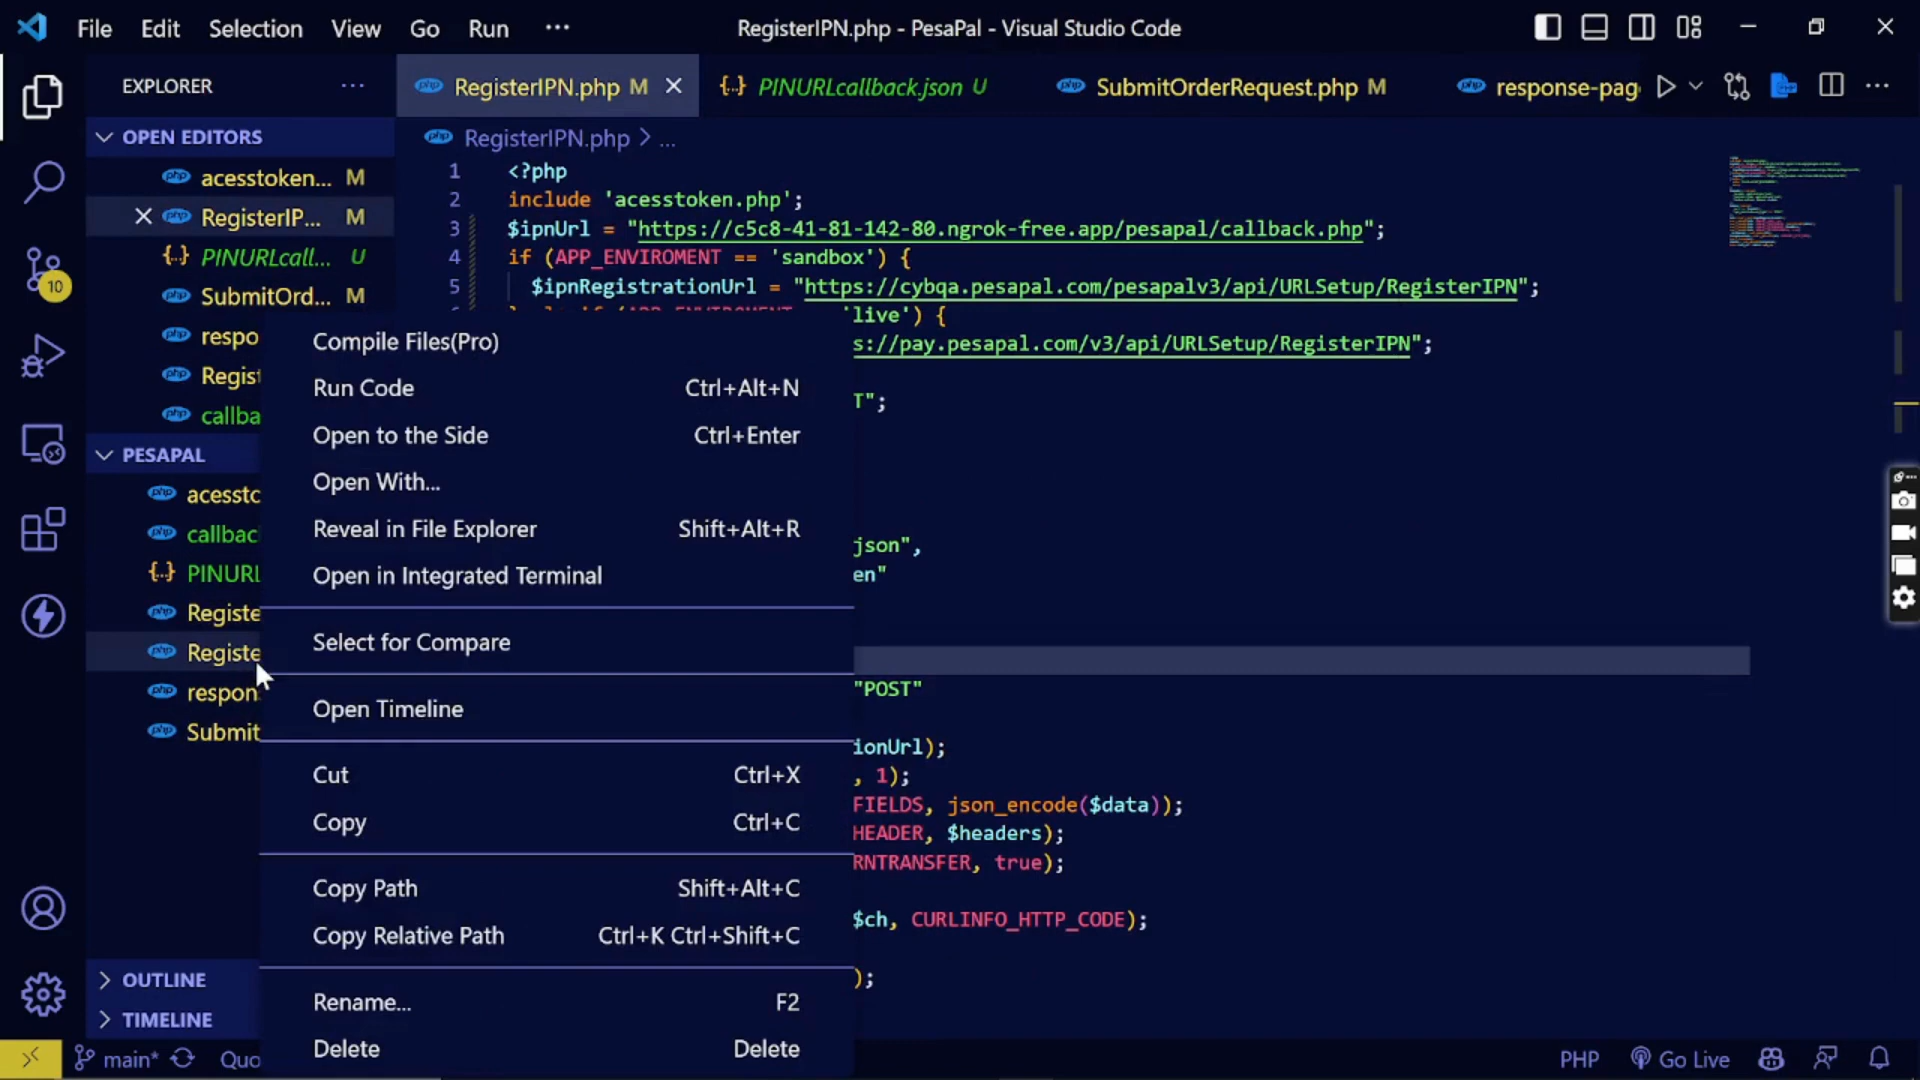 File Edit Selection View Go Run ··· RegisterIPN.php - PesaPal - Visual Studio Code
EXPLORER ···
RegisterIPN.php M
{..} PINURLcallback.json U
SubmitOrderRequest.php M
response-pag
OPEN EDITORS
acesstoken... M
RegisterIP... M
{..} PINURLcall... U
SubmitOrd... M
respo
Regist
callba
PESAPAL
acesstc
callbac
{..} PINURL
Registe
Registe
respon
Submit
OUTLINE
TIMELINE
RegisterIPN.php > ...
1 <?php
2 include 'acesstoken.php';
3 $ipnUrl = "https://c5c8-41-81-142-80.ngrok-free.app/pesapal/callback.php";
4 if (APP_ENVIROMENT == 'sandbox') {
5 $ipnRegistrationUrl = "https://cybqa.pesapal.com/pesapalv3/api/URLSetup/RegisterIPN";
'live') {
s://pay.pesapal.com/v3/api/URLSetup/RegisterIPN";
T";
json",
en"
"POST"
ionUrl);
, 1);
FIELDS, json_encode($data));
HEADER, $headers);
RNTRANSFER, true);
$ch, CURLINFO_HTTP_CODE);
);
Compile Files(Pro)
Run Code Ctrl+Alt+N
Open to the Side Ctrl+Enter
Open With...
Reveal in File Explorer Shift+Alt+R
Open in Integrated Terminal
Select for Compare
Open Timeline
Cut Ctrl+X
Copy Ctrl+C
Copy Path Shift+Alt+C
Copy Relative Path Ctrl+K Ctrl+Shift+C
Rename... F2
Delete Delete
10
main* Quo
PHP Go Live